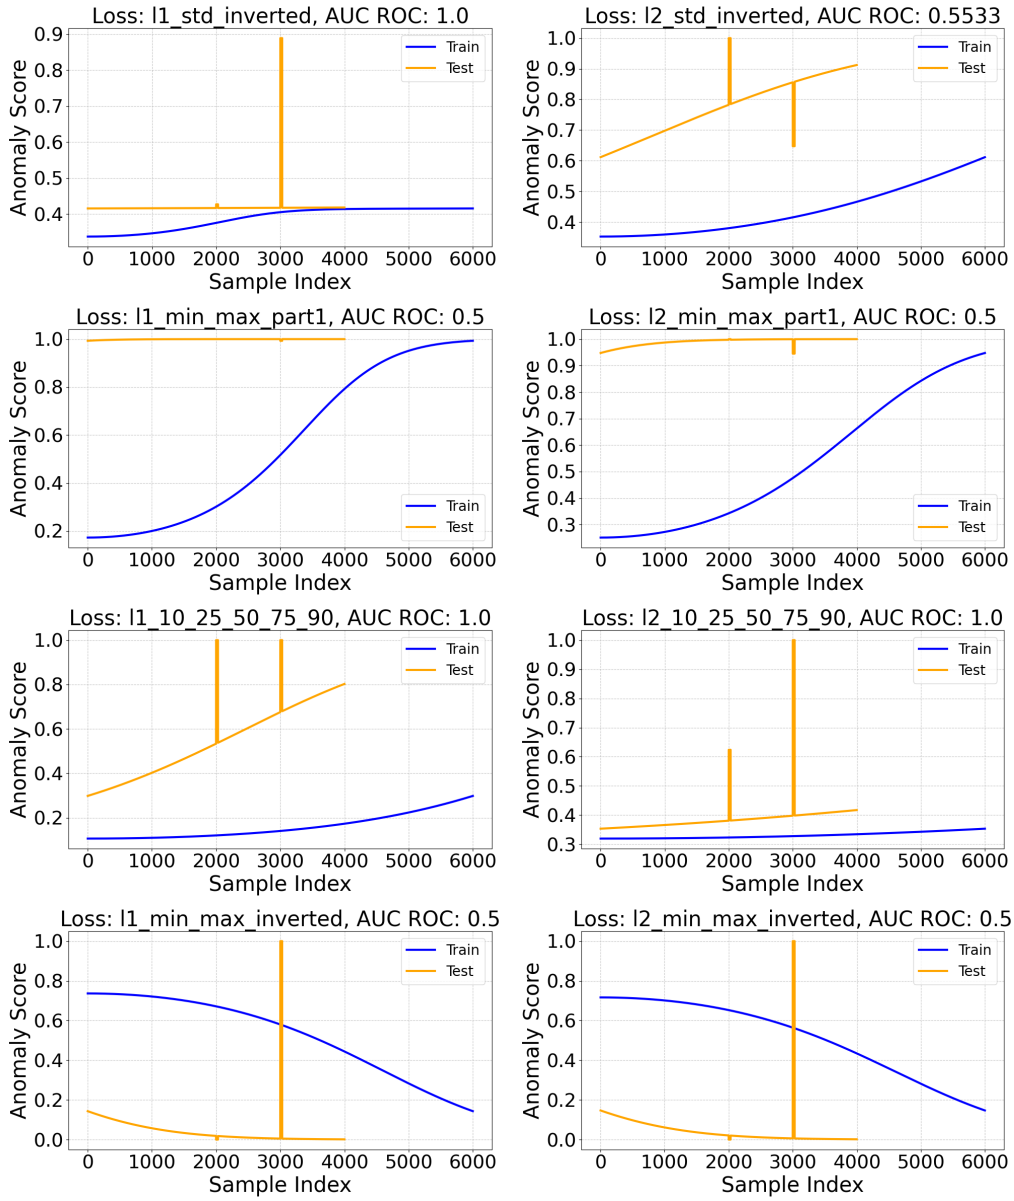 Loss: l1_std_inverted, AUC ROC: 1.0
Anomaly Score
0.9
0.8
0.7
0.6
0.5
0.4
Train
Test
0 1000 2000 3000 4000 5000 6000
Sample Index
Loss: l2_std_inverted, AUC ROC: 0.5533
Anomaly Score
1.0
0.9
0.8
0.7
0.6
0.5
0.4
Train
Test
0 1000 2000 3000 4000 5000 6000
Sample Index
Loss: l1_min_max_part1, AUC ROC: 0.5
Anomaly Score
1.0
0.8
0.6
0.4
0.2
Train
Test
0 1000 2000 3000 4000 5000 6000
Sample Index
Loss: l2_min_max_part1, AUC ROC: 0.5
Anomaly Score
1.0
0.9
0.8
0.7
0.6
0.5
0.4
0.3
Train
Test
0 1000 2000 3000 4000 5000 6000
Sample Index
Loss: l1_10_25_50_75_90, AUC ROC: 1.0
Anomaly Score
1.0
0.8
0.6
0.4
0.2
Train
Test
0 1000 2000 3000 4000 5000 6000
Sample Index
Loss: l2_10_25_50_75_90, AUC ROC: 1.0
Anomaly Score
1.0
0.9
0.8
0.7
0.6
0.5
0.4
0.3
Train
Test
0 1000 2000 3000 4000 5000 6000
Sample Index
Loss: l1_min_max_inverted, AUC ROC: 0.5
Anomaly Score
1.0
0.8
0.6
0.4
0.2
0.0
Train
Test
0 1000 2000 3000 4000 5000 6000
Sample Index
Loss: l2_min_max_inverted, AUC ROC: 0.5
Anomaly Score
1.0
0.8
0.6
0.4
0.2
0.0
Train
Test
0 1000 2000 3000 4000 5000 6000
Sample Index